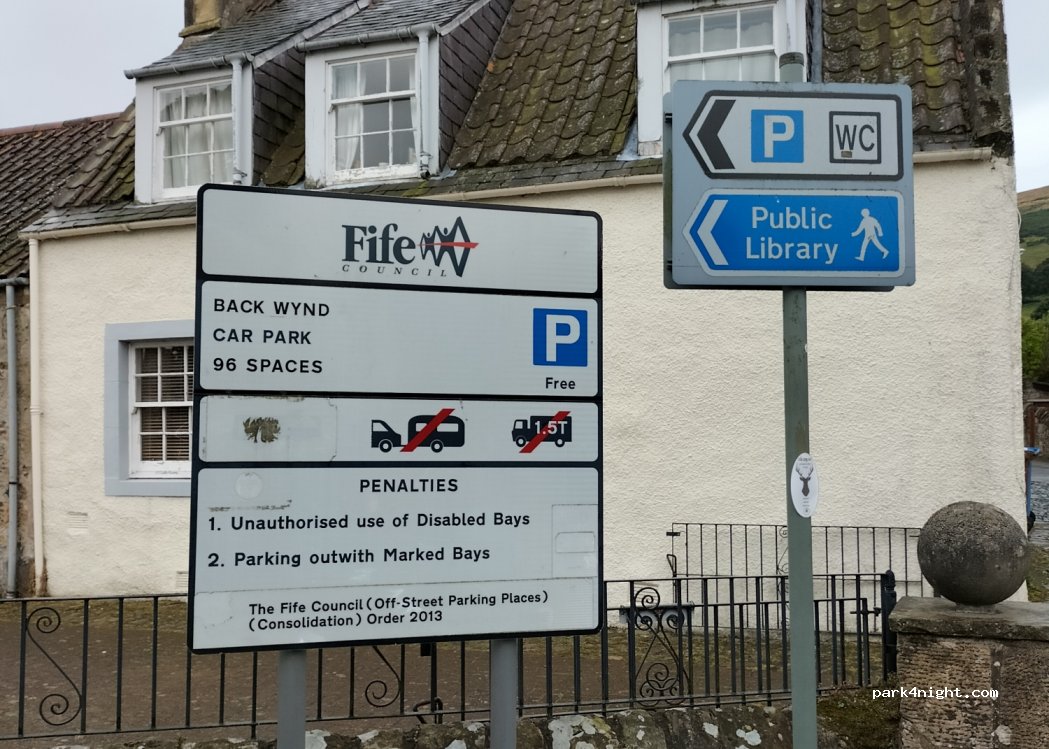 P WC
Public
Library
Fife
COUNCIL
BACK WYND
CAR PARK
96 SPACES
P
Free
1.5T
PENALTIES
1. Unauthorised use of Disabled Bays
2. Parking outwith Marked Bays
The Fife Council (Off-Street Parking Places)
(Consolidation) Order 2013
park4night.com